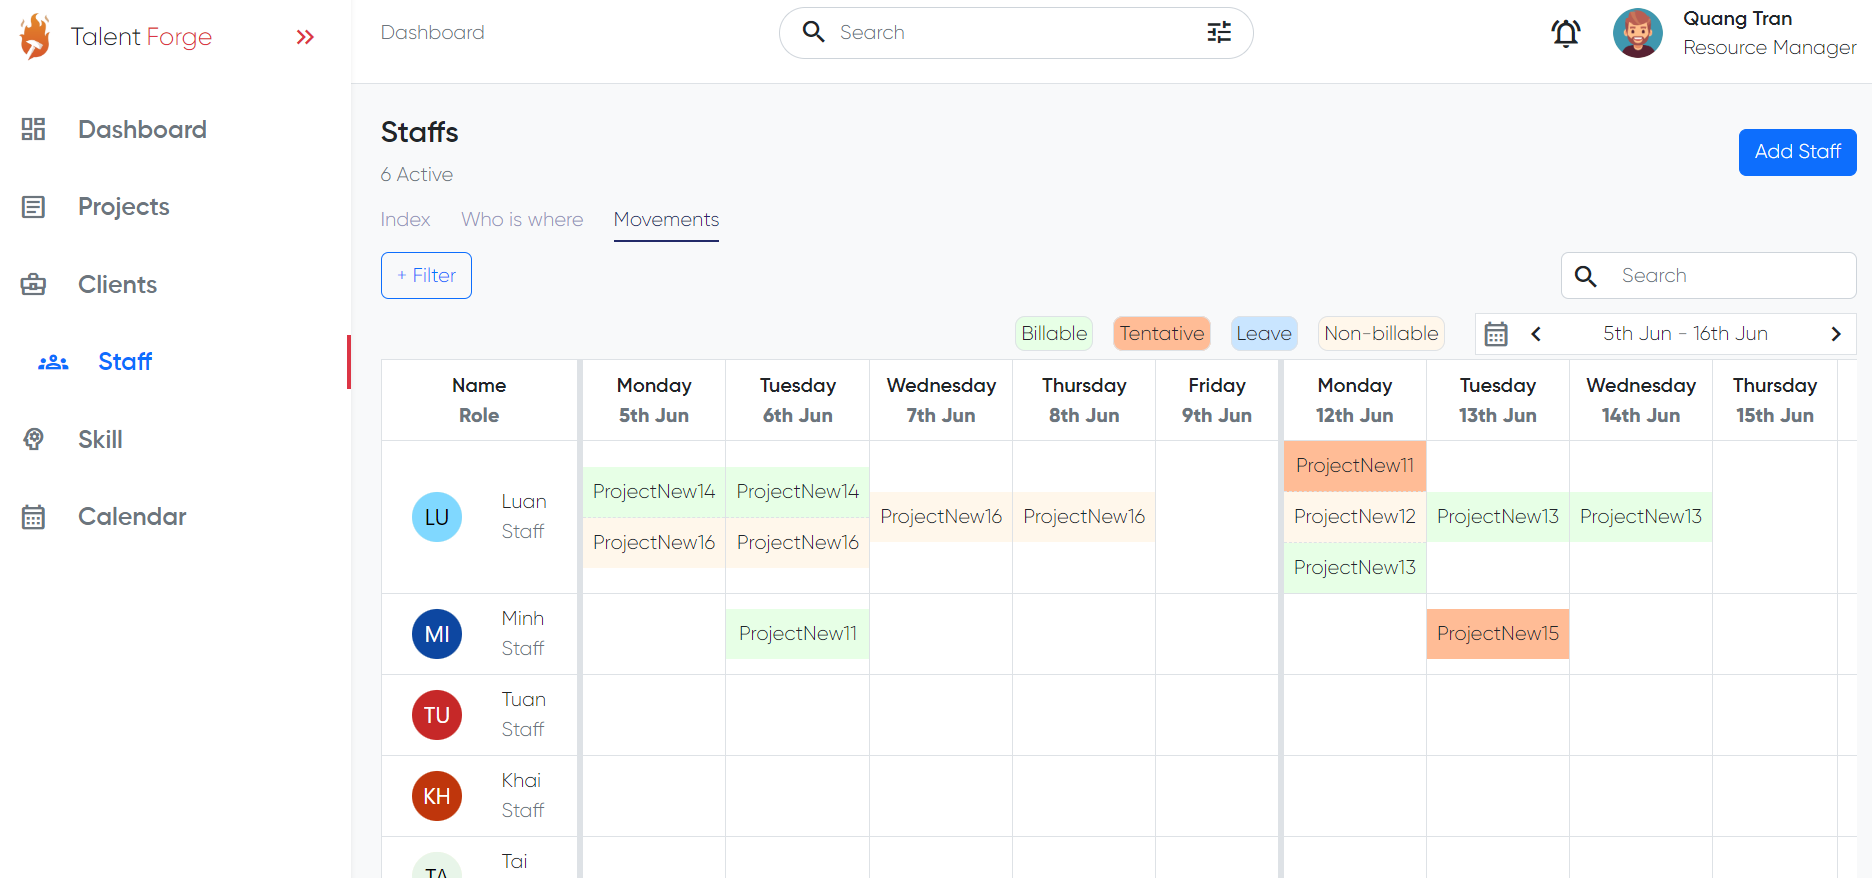 Talent Forge
Dashboard
Search
Quang Tran
Resource Manager
Dashboard
Projects
Clients
Staff
Skill
Calendar
Staffs
6 Active
Add Staff
Index Who is where Movements
+ Filter
Search
Billable Tentative Leave Non-billable 5th Jun - 16th Jun
Name Monday Tuesday Wednesday Thursday Friday Monday Tuesday Wednesday Thursday
Role 5th Jun 6th Jun 7th Jun 8th Jun 9th Jun 12th Jun 13th Jun 14th Jun 15th Jun
ProjectNew11
ProjectNew14 ProjectNew14
LU Luan ProjectNew16 ProjectNew16 ProjectNew12 ProjectNew13 ProjectNew13
Staff
ProjectNew16 ProjectNew16
ProjectNew13
Minh
MI ProjectNew11 ProjectNew15
Staff
Tuan
TU
Staff
Khai
KH
Staff
Tai
TA